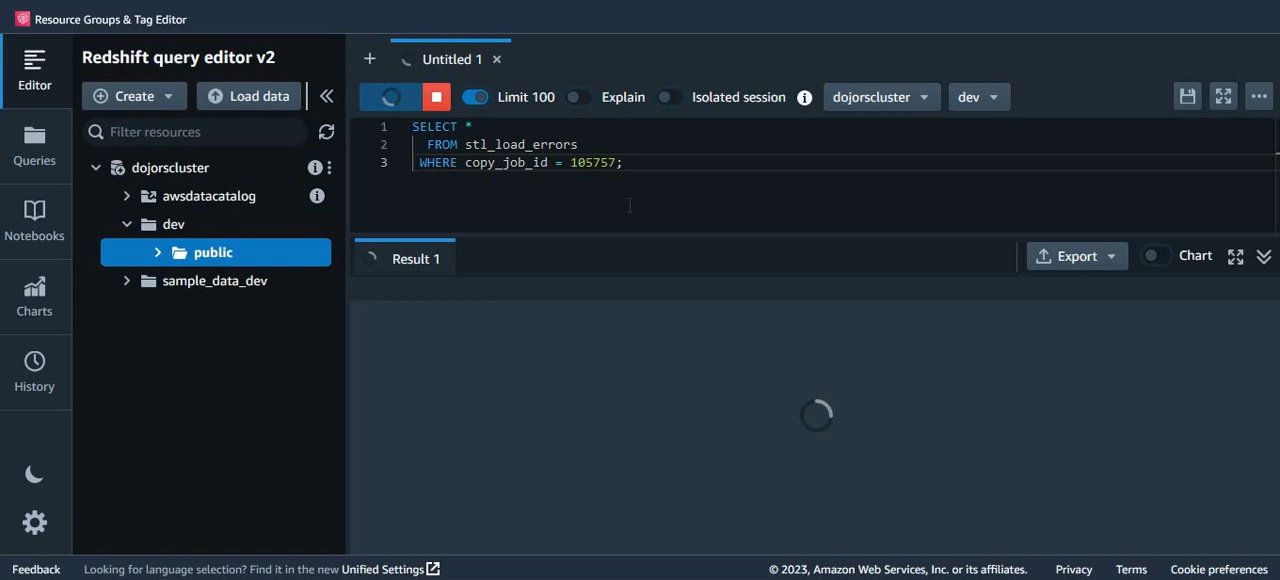 Resource Groups & Tag Editor
Editor
Queries
Notebooks
Charts
History
Redshift query editor v2
Create
Load data
Filter resources
dojorscluster
awsdatacatalog
dev
public
sample_data_dev
Untitled 1
Limit 100 Explain Isolated session dojorscluster dev
1 SELECT *
2 FROM stl_load_errors
3 WHERE copy_job_id = 105757;
Result 1
Export Chart
Feedback Looking for language selection? Find it in the new Unified Settings © 2023, Amazon Web Services, Inc. or its affiliates. Privacy Terms Cookie preferences